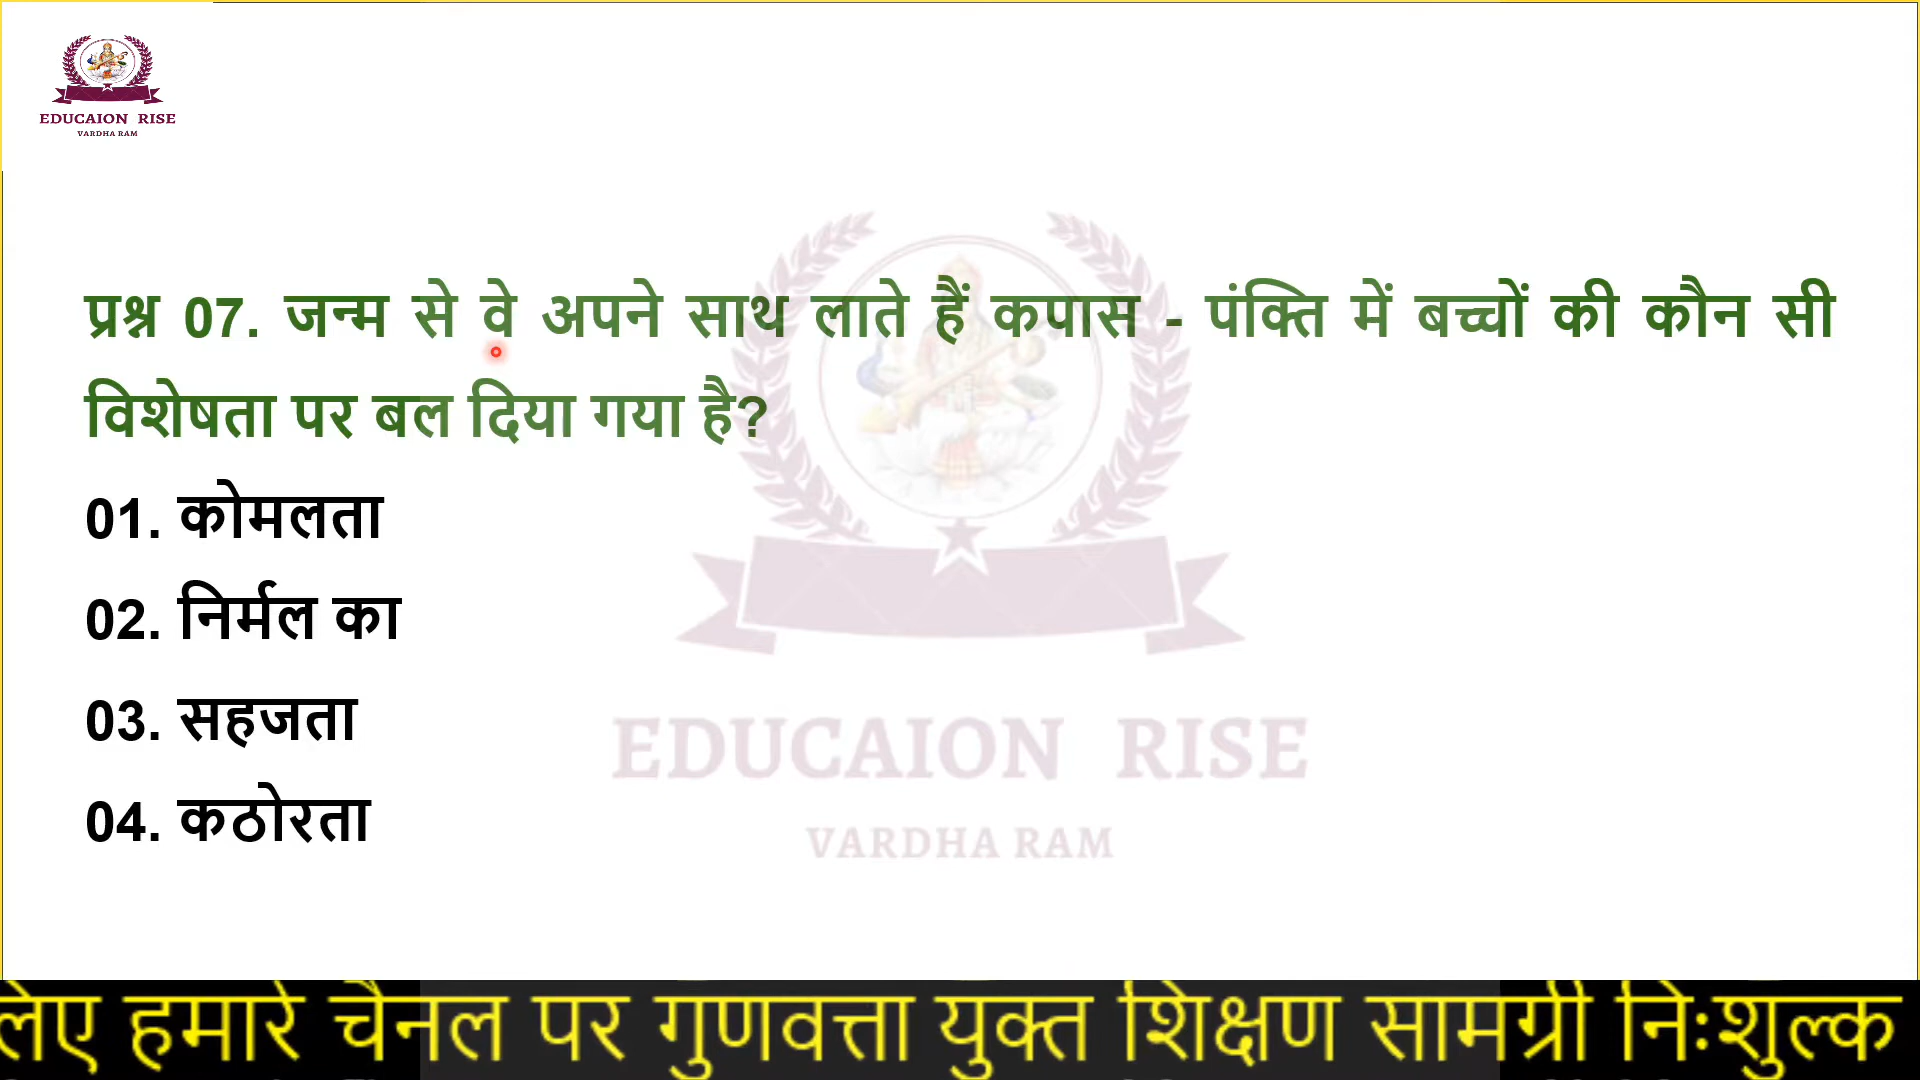 EDUCAION RISE
VARDHA RAM
प्रश्न 07. जन्म से वे अपने साथ लाते हैं कपास - पंक्ति में बच्चों की कौन सी
विशेषता पर बल दिया गया है?
01. कोमलता
02. निर्मल का
03. सहजता
04. कठोरता
EDUCAION RISE
VARDHA RAM
लिए हमारे चैनल पर गुणवत्ता युक्त शिक्षण सामग्री निःशुल्क